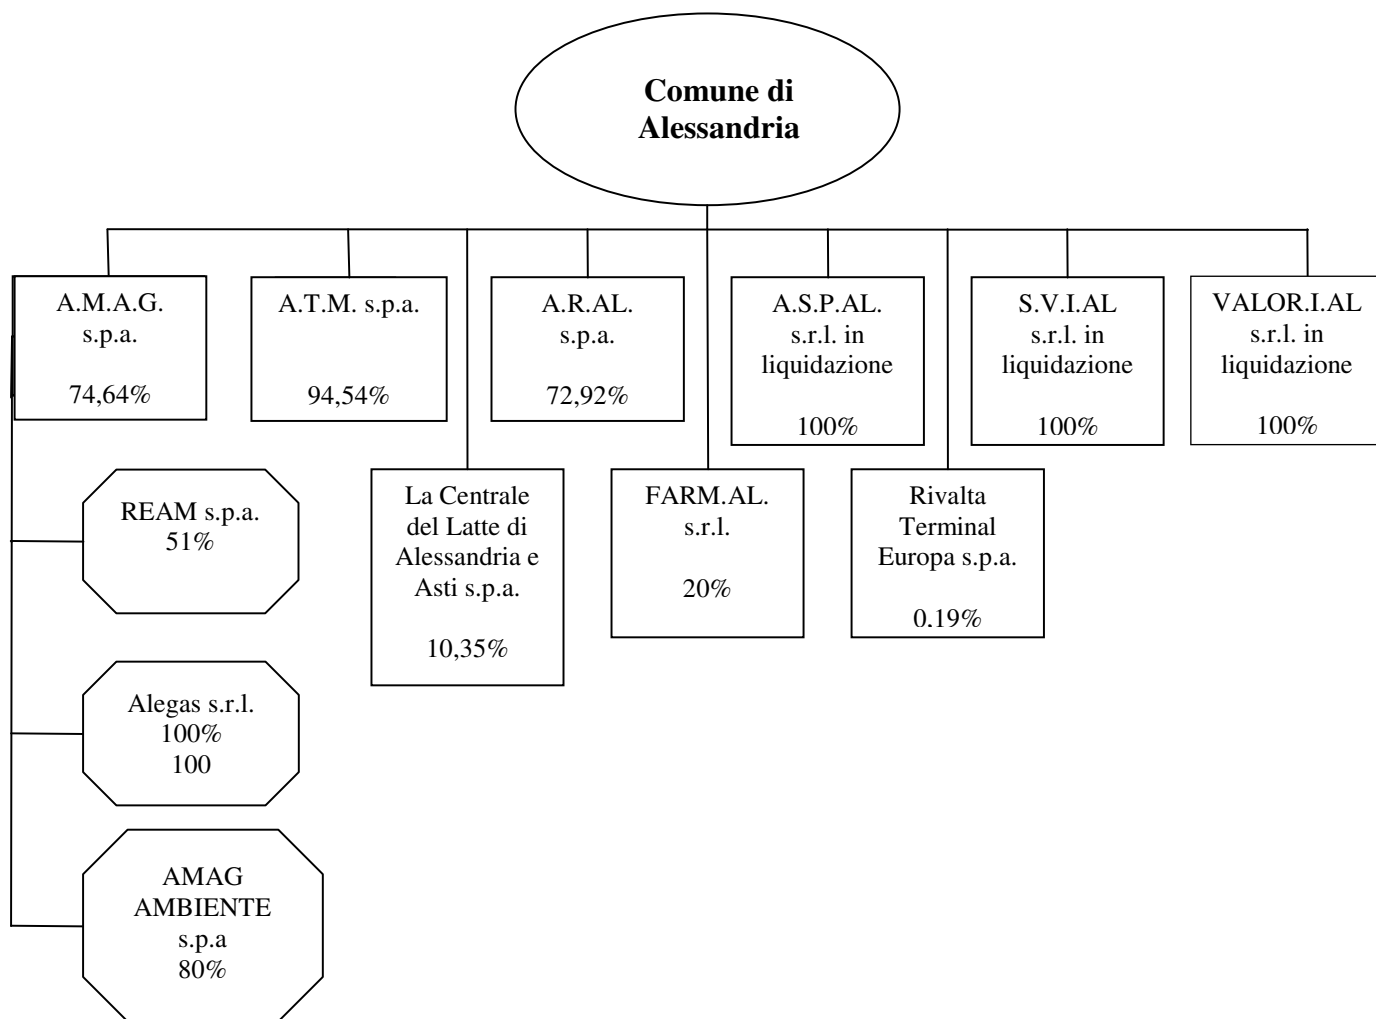 Comune di
Alessandria
A.M.A.G.
s.p.a.
74,64%
A.T.M. s.p.a.
94,54%
A.R.AL.
s.p.a.
72,92%
A.S.P.AL.
s.r.l. in
liquidazione
100%
S.V.I.AL
s.r.l. in
liquidazione
100%
VALOR.I.AL
s.r.l. in
liquidazione
100%
La Centrale
del Latte di
Alessandria e
Asti s.p.a.
10,35%
FARM.AL.
s.r.l.
20%
Rivalta
Terminal
Europa s.p.a.
0,19%
REAM s.p.a.
51%
Alegas s.r.l.
100%
100
AMAG
AMBIENTE
s.p.a
80%